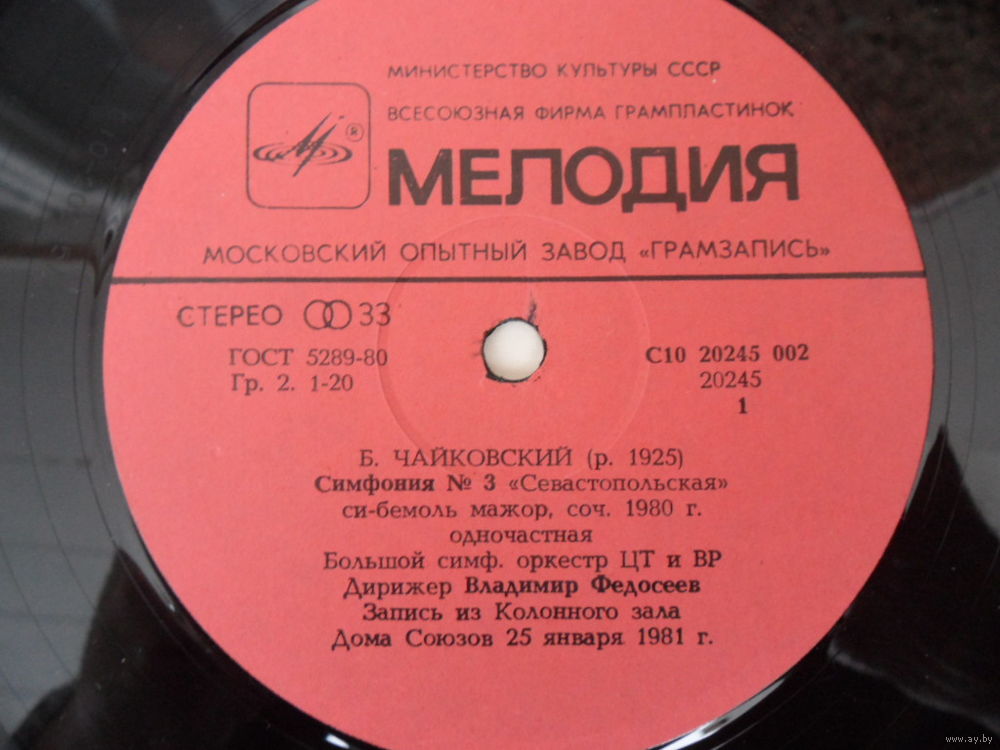 МИНИСТЕРСТВО КУЛЬТУРЫ СССР
ВСЕСОЮЗНАЯ ФИРМА ГРАМПЛАСТИНОК
®
МЕЛОДИЯ
МОСКОВСКИЙ ОПЫТНЫЙ ЗАВОД «ГРАМЗАПИСЬ»
СТЕРЕО 33
ГОСТ 5289-80
Гр. 2. 1-20
С10 20245 002
20245
1
Б. ЧАЙКОВСКИЙ (р. 1925)
Симфония № 3 «Севастопольская»
си-бемоль мажор, соч. 1980 г.
одночастная
Большой симф. оркестр ЦТ и ВР
Дирижер Владимир Федосеев
Запись из Колонного зала
Дома Союзов 25 января 1981 г.
www.ay.by